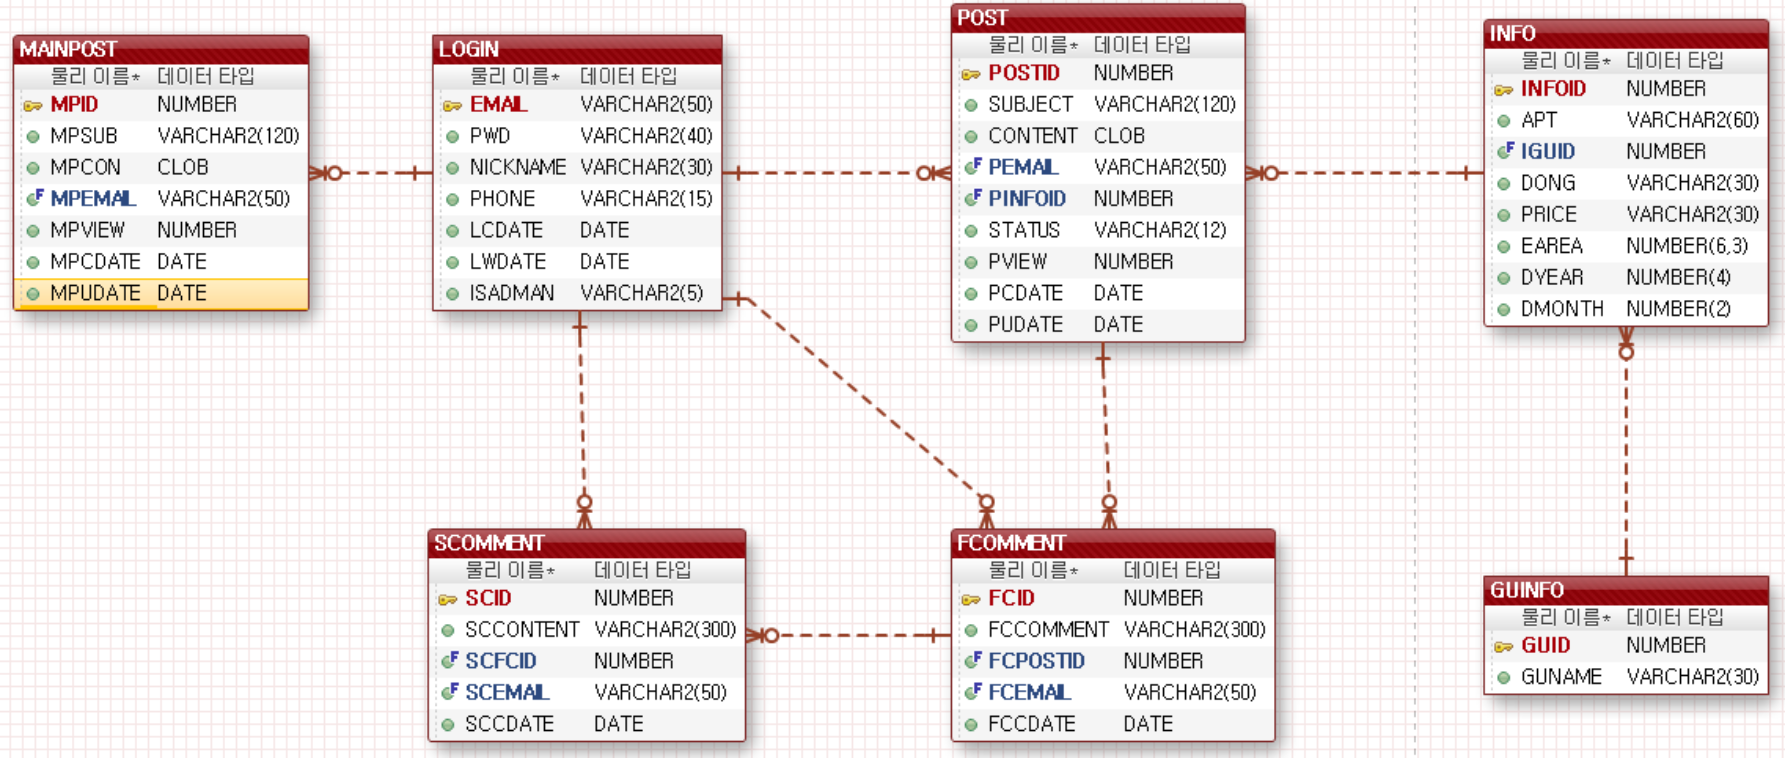 MAINPOST
물리 이름* 데이터 타입
MPID NUMBER
MPSUB VARCHAR2(120)
MPCON CLOB
MPEMAIL VARCHAR2(50)
MPVIEW NUMBER
MPCDATE DATE
MPUDATE DATE
LOGIN
물리 이름* 데이터 타입
EMAIL VARCHAR2(50)
PWD VARCHAR2(40)
NICKNAME VARCHAR2(30)
PHONE VARCHAR2(15)
LCDATE DATE
LWDATE DATE
ISADMAN VARCHAR2(5)
POST
물리 이름* 데이터 타입
POSTID NUMBER
SUBJECT VARCHAR2(120)
CONTENT CLOB
F PEMAIL VARCHAR2(50)
F PINFOID NUMBER
STATUS VARCHAR2(12)
PVIEW NUMBER
PCDATE DATE
PUDATE DATE
INFO
물리 이름* 데이터 타입
INFOID NUMBER
APT VARCHAR2(60)
F IGUID NUMBER
DONG VARCHAR2(30)
PRICE VARCHAR2(30)
EAREA NUMBER(6,3)
DYEAR NUMBER(4)
DMONTH NUMBER(2)
SCOMMENT
물리 이름* 데이터 타입
SCID NUMBER
SCCONTENT VARCHAR2(300)
F SCFCID NUMBER
F SCEMAIL VARCHAR2(50)
SCCDATE DATE
FCOMMENT
물리 이름* 데이터 타입
FCID NUMBER
FCCOMMENT VARCHAR2(300)
F FCPOSTID NUMBER
F FCEMAIL VARCHAR2(50)
FCCDATE DATE
GUINFO
물리 이름* 데이터 타입
GUID NUMBER
GUNAME VARCHAR2(30)